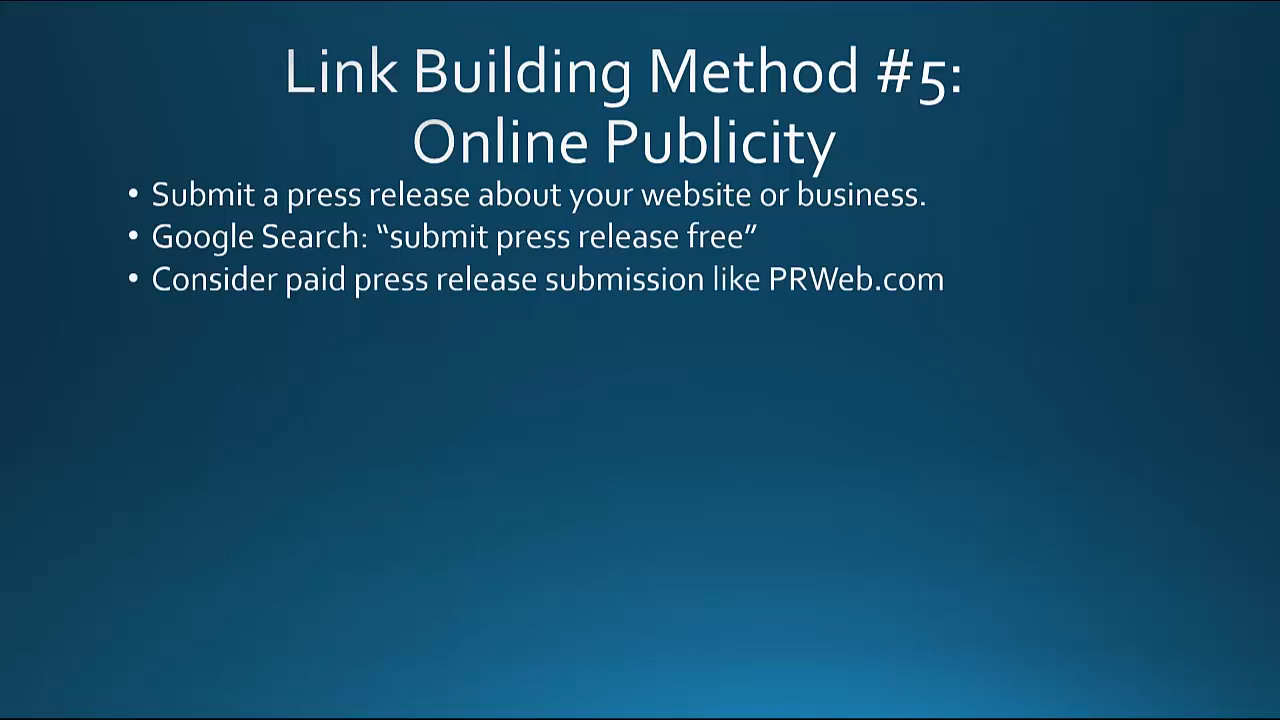 Link Building Method #5:
Online Publicity
• Submit a press release about your website or business.
• Google Search: “submit press release free”
• Consider paid press release submission like PRWeb.com